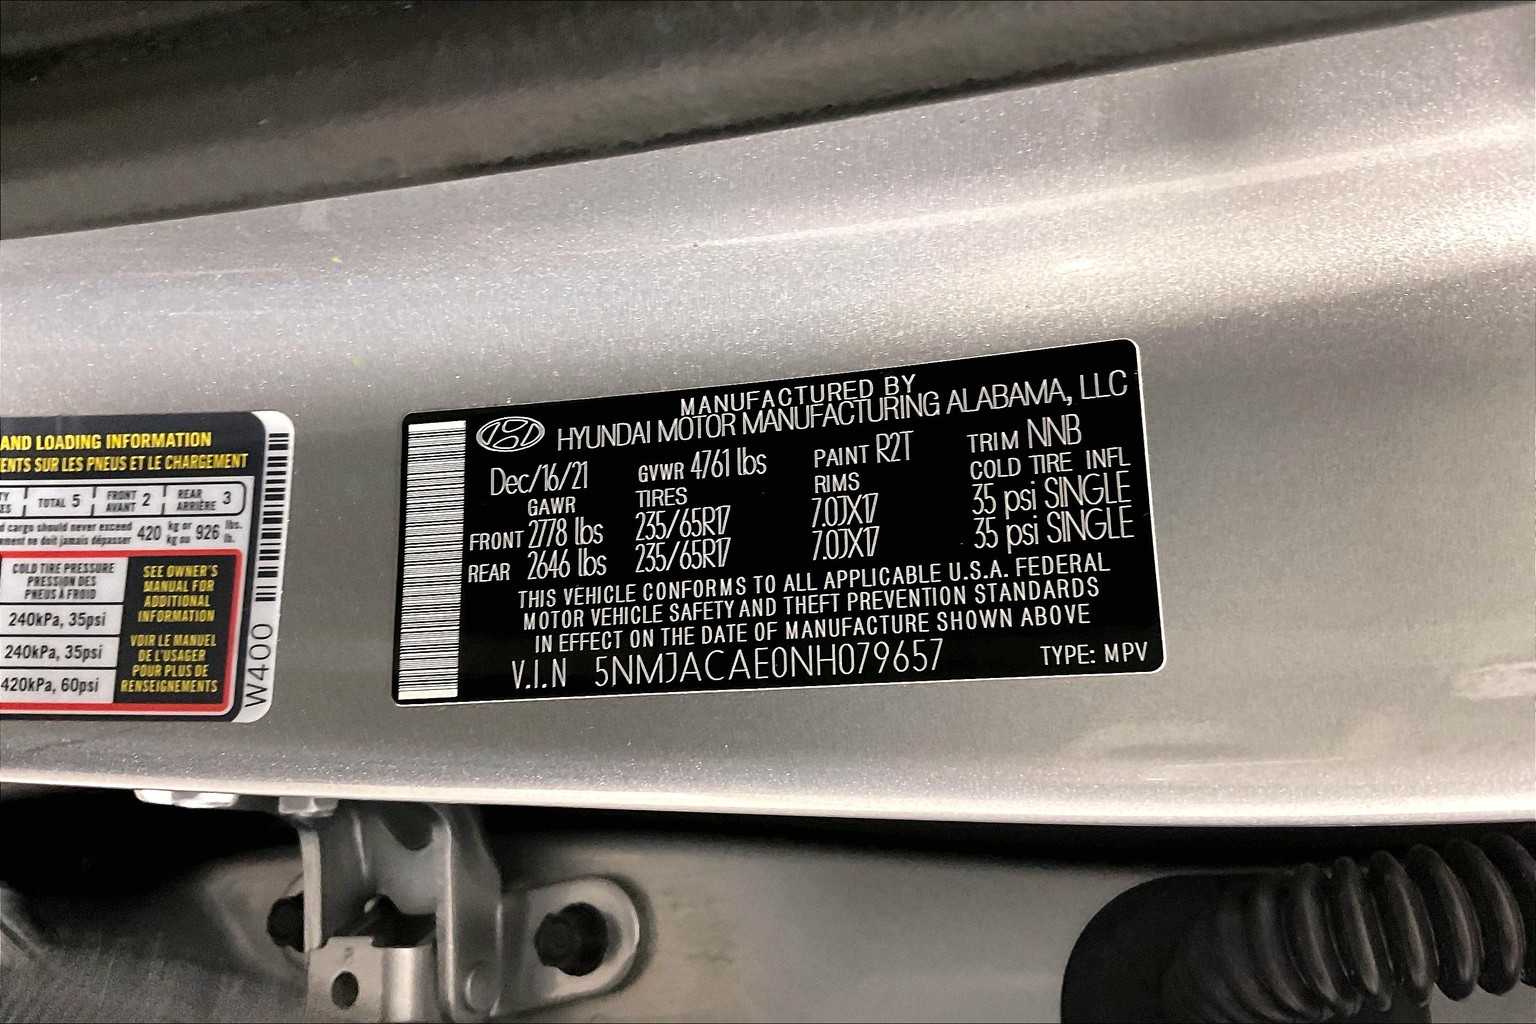 AND LOADING INFORMATION
ENTS SUR LES PNEUS ET LE CHARGEMENT
TOTAL 5 FRONT AVANT 2 REAR ARRIÈRE 3
cargo should never exceed 420 kg or 926 lbs.
ne doit jamais dépasser kg ou lb.
COLD TIRE PRESSURE
PRESSION DES
PNEUS À FROID
240kPa, 35psi
240kPa, 35psi
420kPa, 60psi
SEE OWNER'S
MANUAL FOR
ADDITIONAL
INFORMATION
VOIR LE MANUEL
DE L'USAGER
POUR PLUS DE
RENSEIGNEMENTS
W400
MANUFACTURED BY
HYUNDAI MOTOR MANUFACTURING ALABAMA, LLC
Dec/16/21 GVWR 4761 lbs PAINT R2T TRIM NNB
GAWR TIRES RIMS COLD TIRE INFL
FRONT 2778 lbs 235/65R17 7.0JX17 35 psi SINGLE
REAR 2646 lbs 235/65R17 7.0JX17 35 psi SINGLE
THIS VEHICLE CONFORMS TO ALL APPLICABLE U.S.A. FEDERAL
MOTOR VEHICLE SAFETY AND THEFT PREVENTION STANDARDS
IN EFFECT ON THE DATE OF MANUFACTURE SHOWN ABOVE
V.I.N 5NMJACAE0NH079657 TYPE: MPV